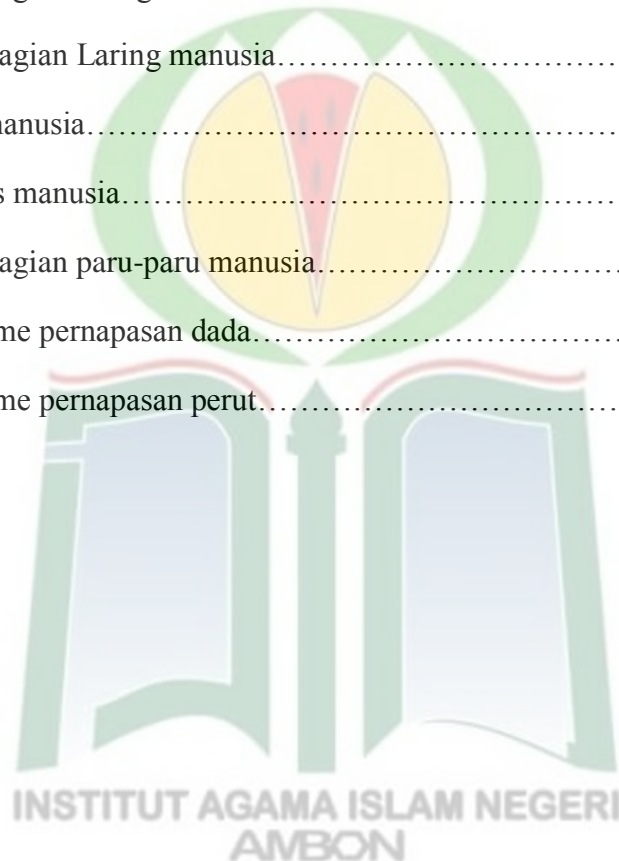 agian Laring manusia
manusia
s manusia
agian paru-paru manusia
me pernapasan dada
me pernapasan perut
INSTITUT AGAMA ISLAM NEGERI
AMBON